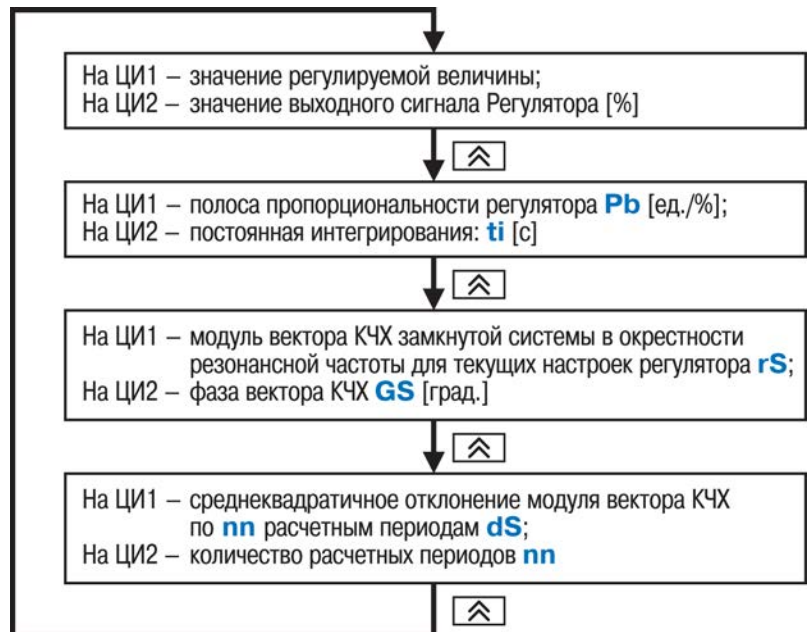 На ЦИ1 – значение регулируемой величины;
На ЦИ2 – значение выходного сигнала Регулятора [%]
На ЦИ1 – полоса пропорциональности регулятора Pb [ед./%];
На ЦИ2 – постоянная интегрирования: ti [с]
На ЦИ1 – модуль вектора КЧХ замкнутой системы в окрестности
резонансной частоты для текущих настроек регулятора rS;
На ЦИ2 – фаза вектора КЧХ GS [град.]
На ЦИ1 – среднеквадратичное отклонение модуля вектора КЧХ
по nn расчетным периодам dS;
На ЦИ2 – количество расчетных периодов nn